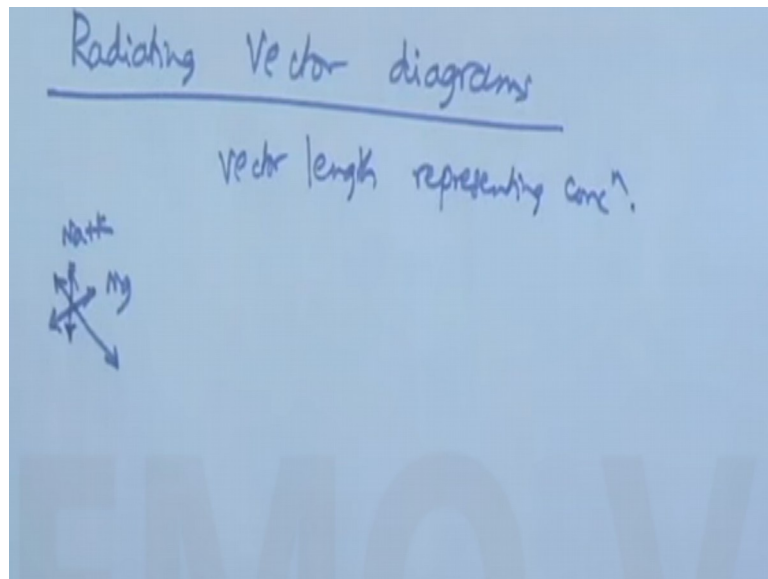 Radiating Vector diagrams
vector length representing concⁿ.
Na+K
Mg